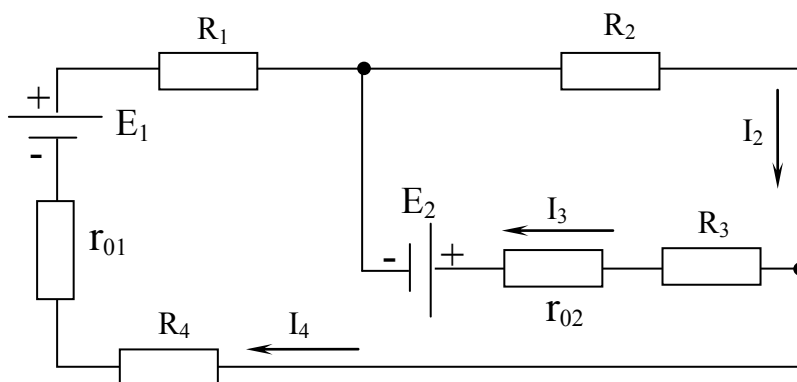 R₁
R₂
+
E₁
-
I₂
E₂
I₃
R₃
-
+
r₀₁
r₀₂
R₄
I₄